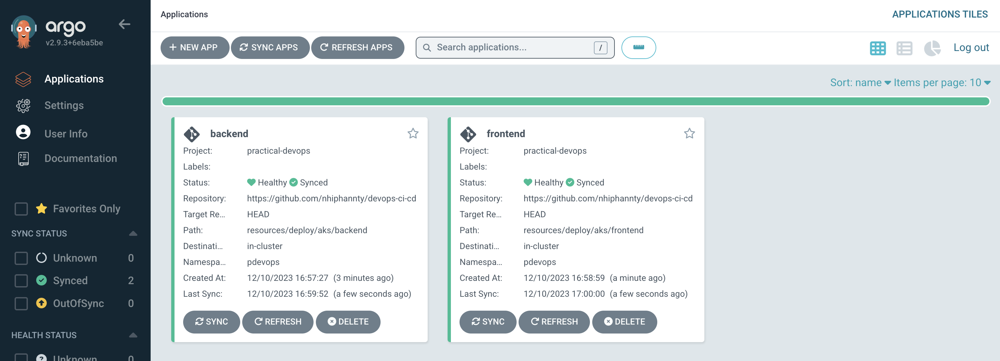 argo
v2.9.3+6eba5be
Applications
Settings
User Info
Documentation
Favorites Only
SYNC STATUS
Unknown 0
Synced 2
OutOfSync 0
HEALTH STATUS
Unknown 0
Applications
APPLICATIONS TILES
+ NEW APP SYNC APPS REFRESH APPS Search applications... / Log out
Sort: name Items per page: 10
backend
Project: practical-devops
Labels:
Status: Healthy Synced
Repository: https://github.com/nhiphannty/devops-ci-cd
Target Re... HEAD
Path: resources/deploy/aks/backend
Destinati... in-cluster
Namespa... pdevops
Created At: 12/10/2023 16:57:27 (3 minutes ago)
Last Sync: 12/10/2023 16:59:52 (a few seconds ago)
SYNC REFRESH DELETE
frontend
Project: practical-devops
Labels:
Status: Healthy Synced
Repository: https://github.com/nhiphannty/devops-ci-cd
Target Re... HEAD
Path: resources/deploy/aks/frontend
Destinati... in-cluster
Namespa... pdevops
Created At: 12/10/2023 16:58:59 (a minute ago)
Last Sync: 12/10/2023 17:00:00 (a few seconds ago)
SYNC REFRESH DELETE